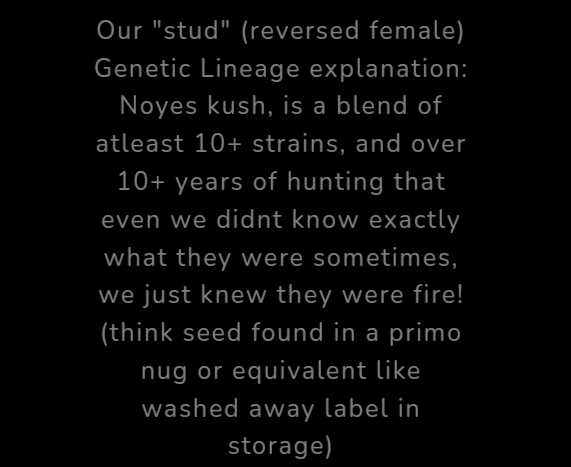 Our "stud" (reversed female)
Genetic Lineage explanation:
Noyes kush, is a blend of
atleast 10+ strains, and over
10+ years of hunting that
even we didnt know exactly
what they were sometimes,
we just knew they were fire!
(think seed found in a primo
nug or equivalent like
washed away label in
storage)